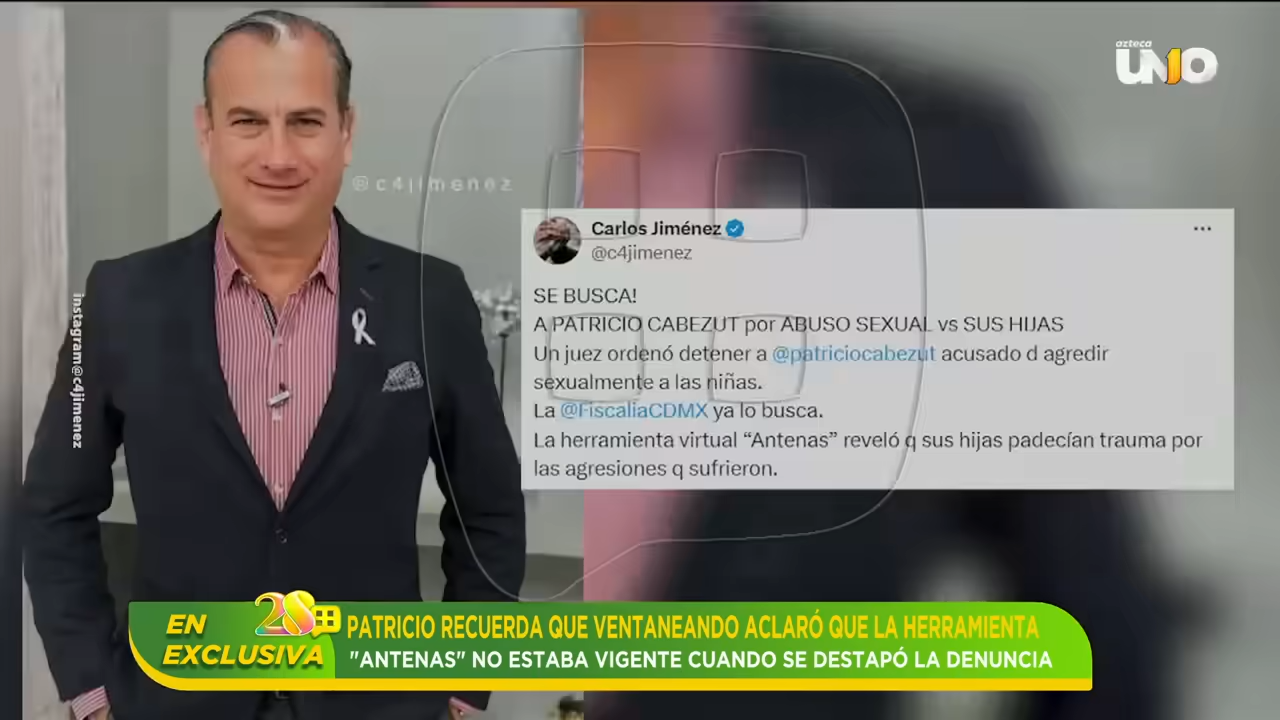 azteca
UNO
@c4jimenez
instagram@c4jimenez
Carlos Jiménez
@c4jimenez
SE BUSCA!
A PATRICIO CABEZUT por ABUSO SEXUAL vs SUS HIJAS
Un juez ordenó detener a @patriciocabezut acusado d agredir
sexualmente a las niñas.
La @FiscaliaCDMX ya lo busca.
La herramienta virtual “Antenas” reveló q sus hijas padecían trauma por
las agresiones q sufrieron.
EN
EXCLUSIVA
28
PATRICIO RECUERDA QUE VENTANEANDO ACLARÓ QUE LA HERRAMIENTA
"ANTENAS" NO ESTABA VIGENTE CUANDO SE DESTAPÓ LA DENUNCIA